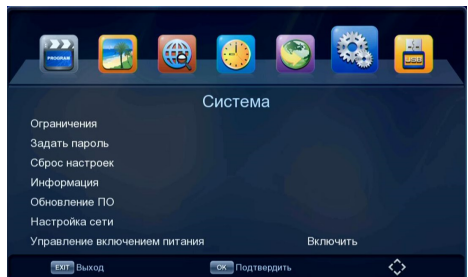 PROGRAM
USB
Система
Ограничения
Задать пароль
Сброс настроек
Информация
Обновление ПО
Настройка сети
Управление включением питания Включить
EXIT Выход OK Подтвердить